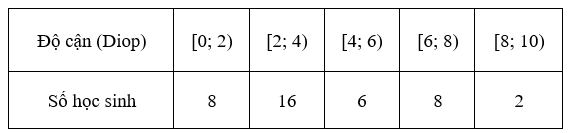 Độ cận (Diop) [0; 2) [2; 4) [4; 6) [6; 8) [8; 10)
Số học sinh 8 16 6 8 2